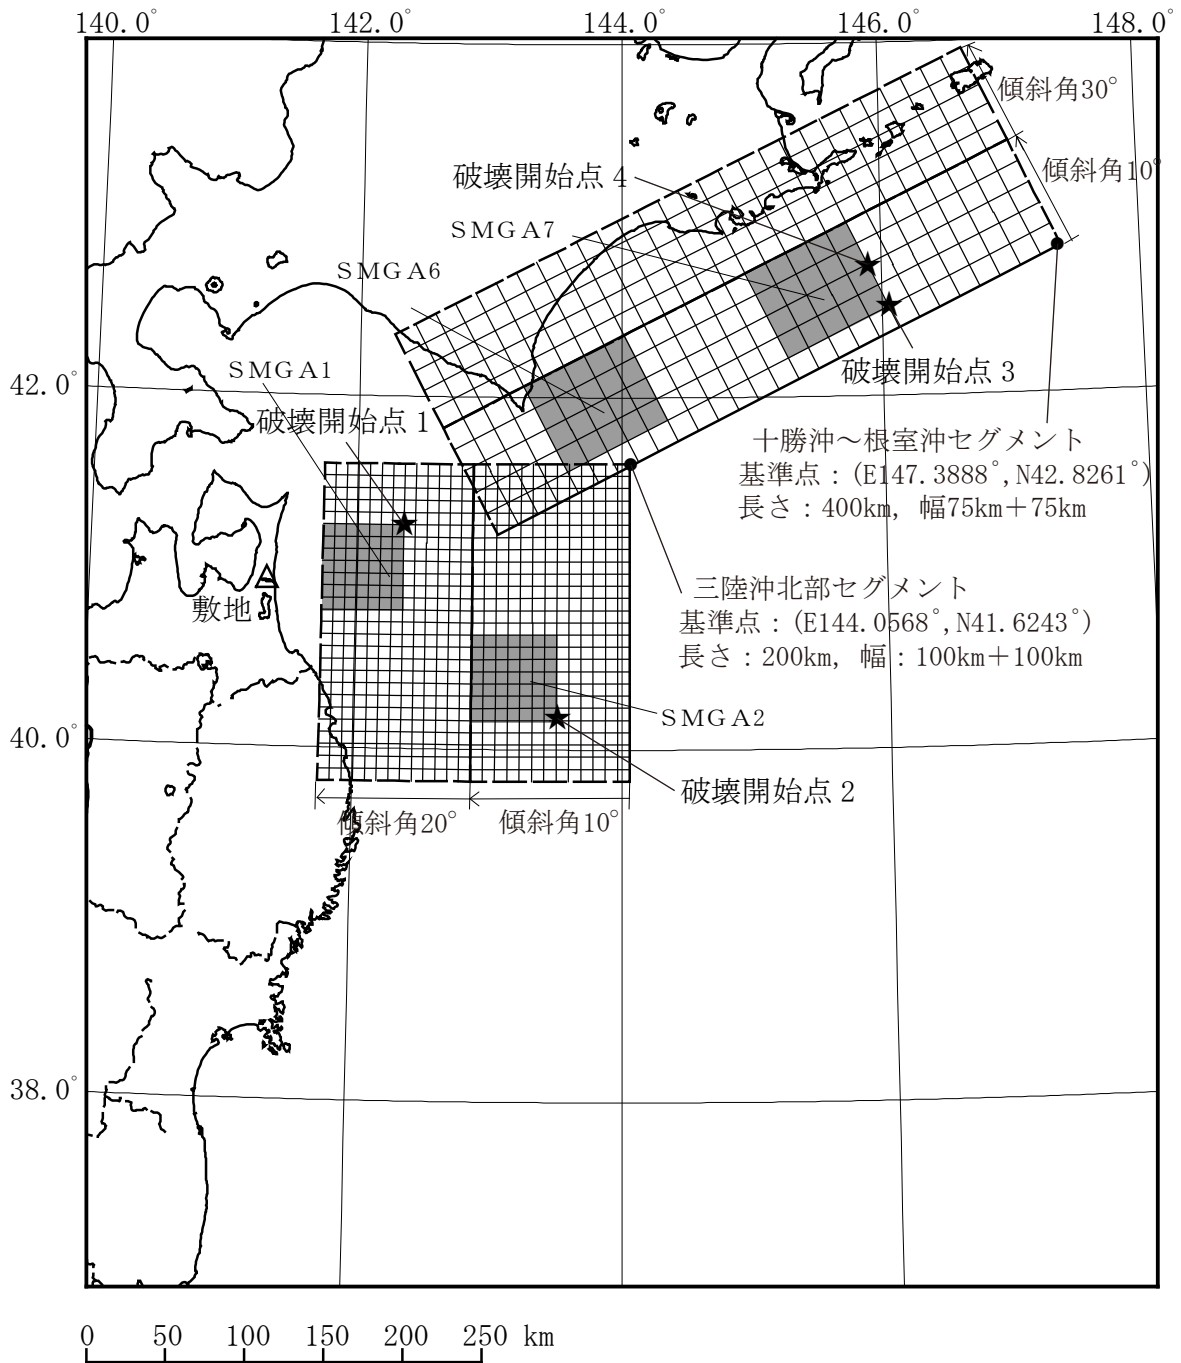 140.0° 142.0° 144.0° 146.0° 148.0°
傾斜角30°
破壊開始点4
傾斜角10°
SMGA7
SMGA6
SMGA1
42.0°
破壊開始点3
破壊開始点1
十勝沖～根室沖セグメント
基準点：(E147.3888°,N42.8261°)
長さ：400km, 幅75km＋75km
三陸沖北部セグメント
敷地
基準点：(E144.0568°,N41.6243°)
長さ：200km, 幅：100km＋100km
SMGA2
40.0°
破壊開始点2
傾斜角20° 傾斜角10°
38.0°
0 50 100 150 200 250 km